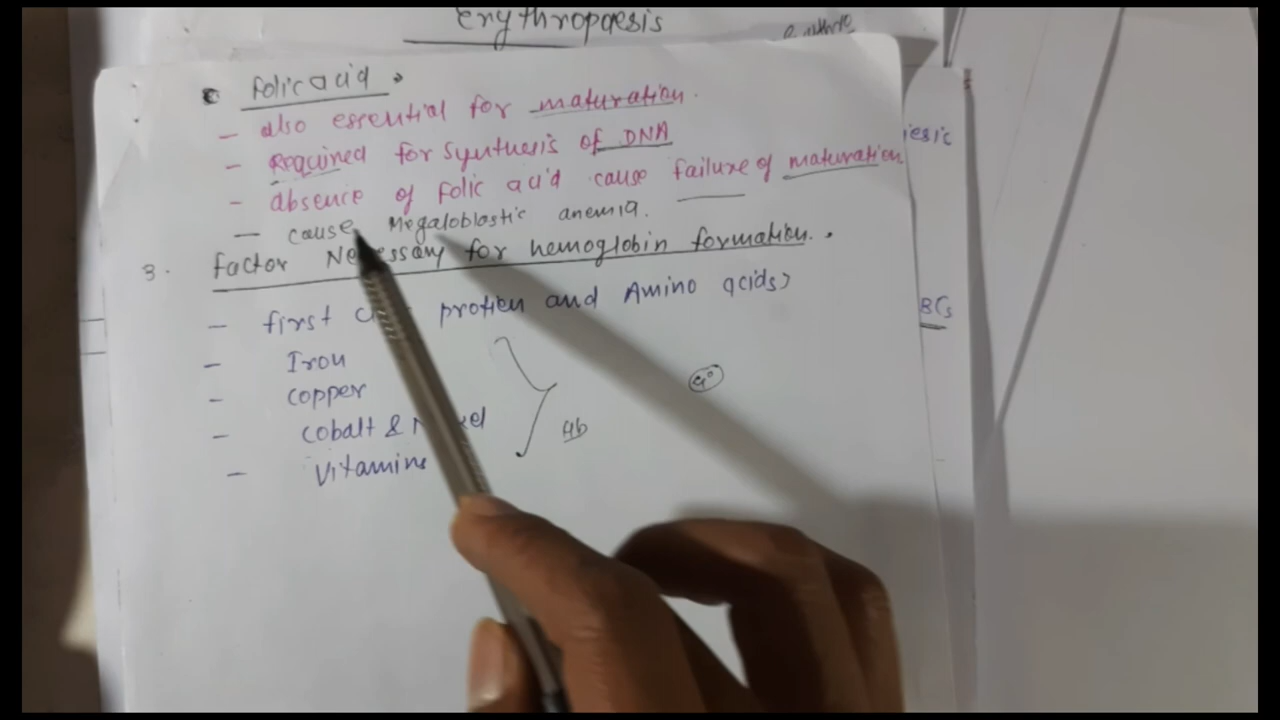 Erythropoesis
Folic acid
- also essential for maturation.
- Required for synthesis of DNA
- absence of folic acid cause failure of maturation
- cause Megaloblastic anemia.
3. factor Necessary for hemoglobin formation.
- first protien and Amino acids
- Iron
- copper
- cobalt &
- Vitamins
Hb